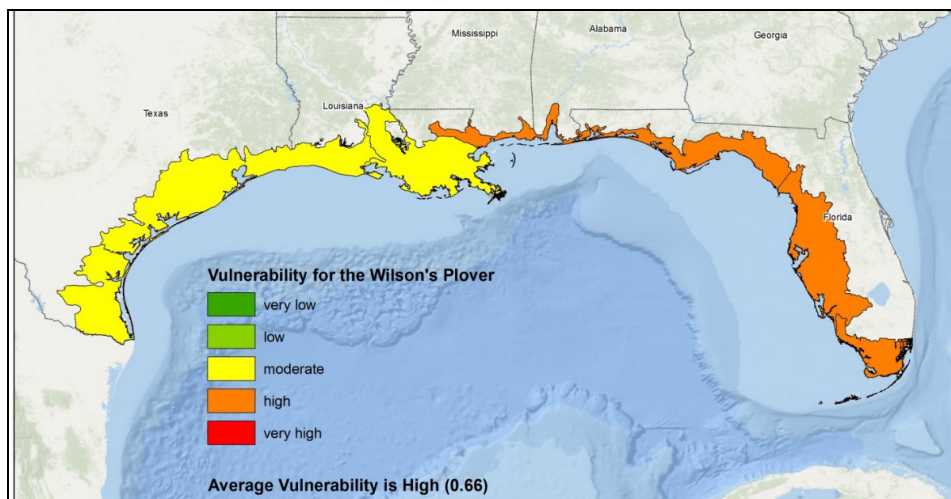 Mississippi
Alabama
Georgia
Texas
Louisiana
Florida
Vulnerability for the Wilson's Plover
very low
low
moderate
high
very high
Average Vulnerability is High (0.66)